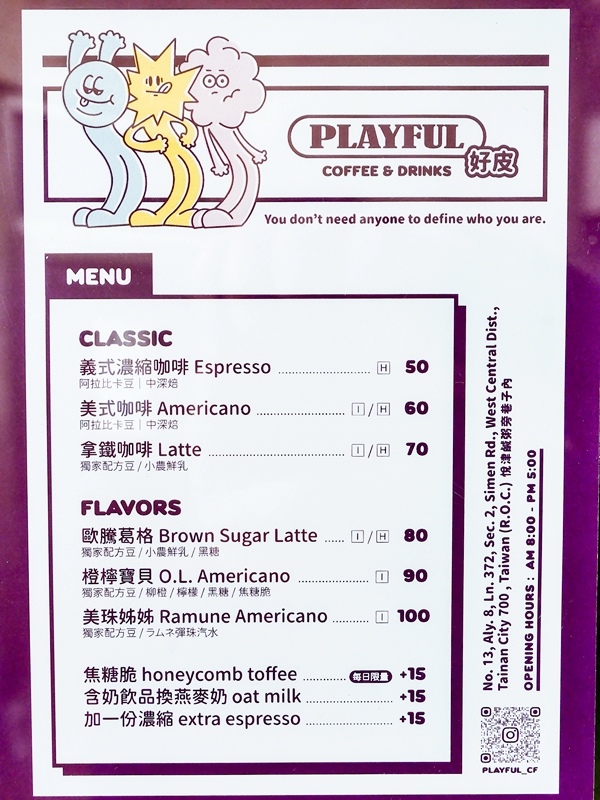 PLAYFUL
好皮
COFFEE & DRINKS
You don't need anyone to define who you are.
MENU
CLASSIC
義式濃縮咖啡 Espresso H 50
阿拉比卡豆｜中深焙
美式咖啡 Americano I / H 60
阿拉比卡豆｜中深焙
拿鐵咖啡 Latte I / H 70
獨家配方豆 / 小農鮮乳
FLAVORS
歐騰葛格 Brown Sugar Latte I / H 80
獨家配方豆 / 小農鮮乳 / 黑糖
橙檸寶貝 O.L. Americano I 90
獨家配方豆 / 柳橙 / 檸檬 / 黑糖 / 焦糖脆
美珠姊姊 Ramune Americano I 100
獨家配方豆 / ラムネ彈珠汽水
焦糖脆 honeycomb toffee 每日限量 +15
含奶飲品換燕麥奶 oat milk +15
加一份濃縮 extra espresso +15
No. 13, Aly. 8, Ln. 372, Sec. 2, Simen Rd., West Central Dist.,
Tainan City 700 , Taiwan (R.O.C.) 悅津鹹粥旁巷子內
OPENING HOURS : AM 8:00 - PM 5:00
PLAYFUL_CF